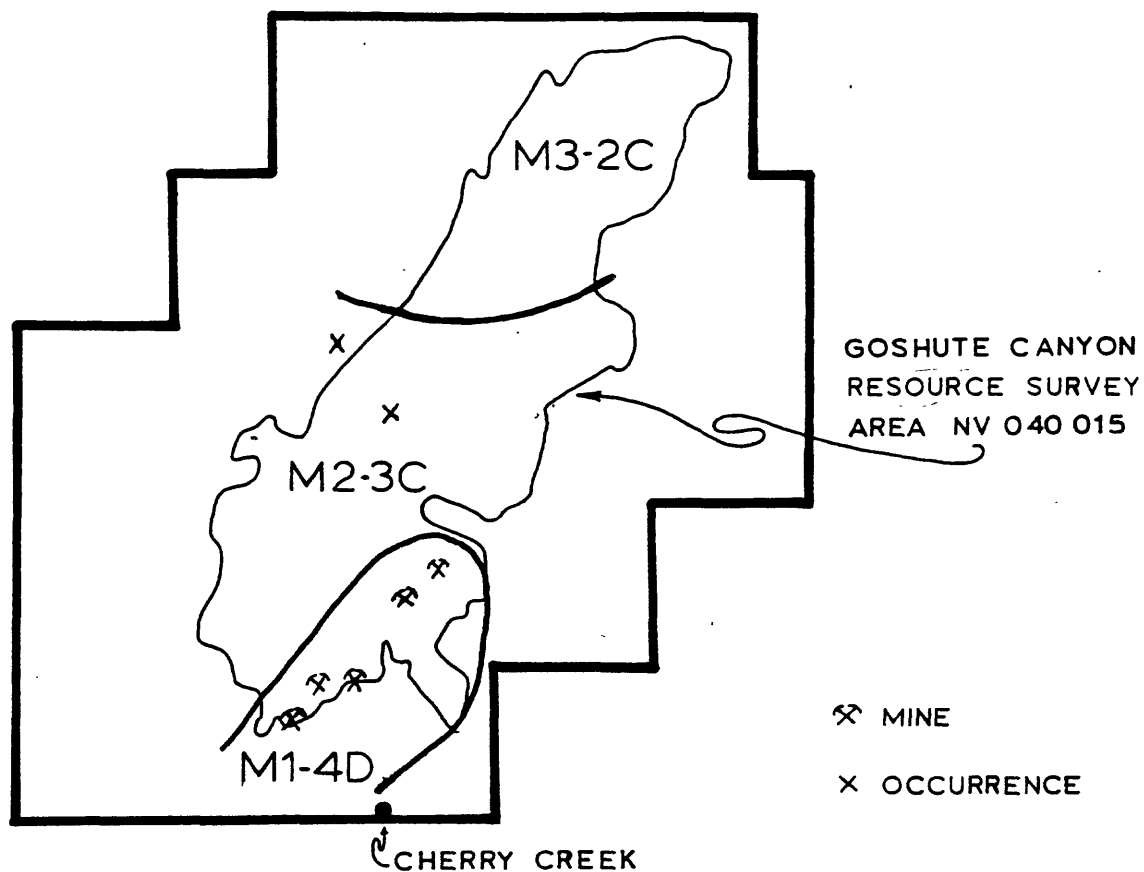 M3-2C
GOSHUTE CANYON
RESOURCE SURVEY
AREA NV 040 015
M2-3C
MINE
M1-4D
OCCURRENCE
CHERRY CREEK